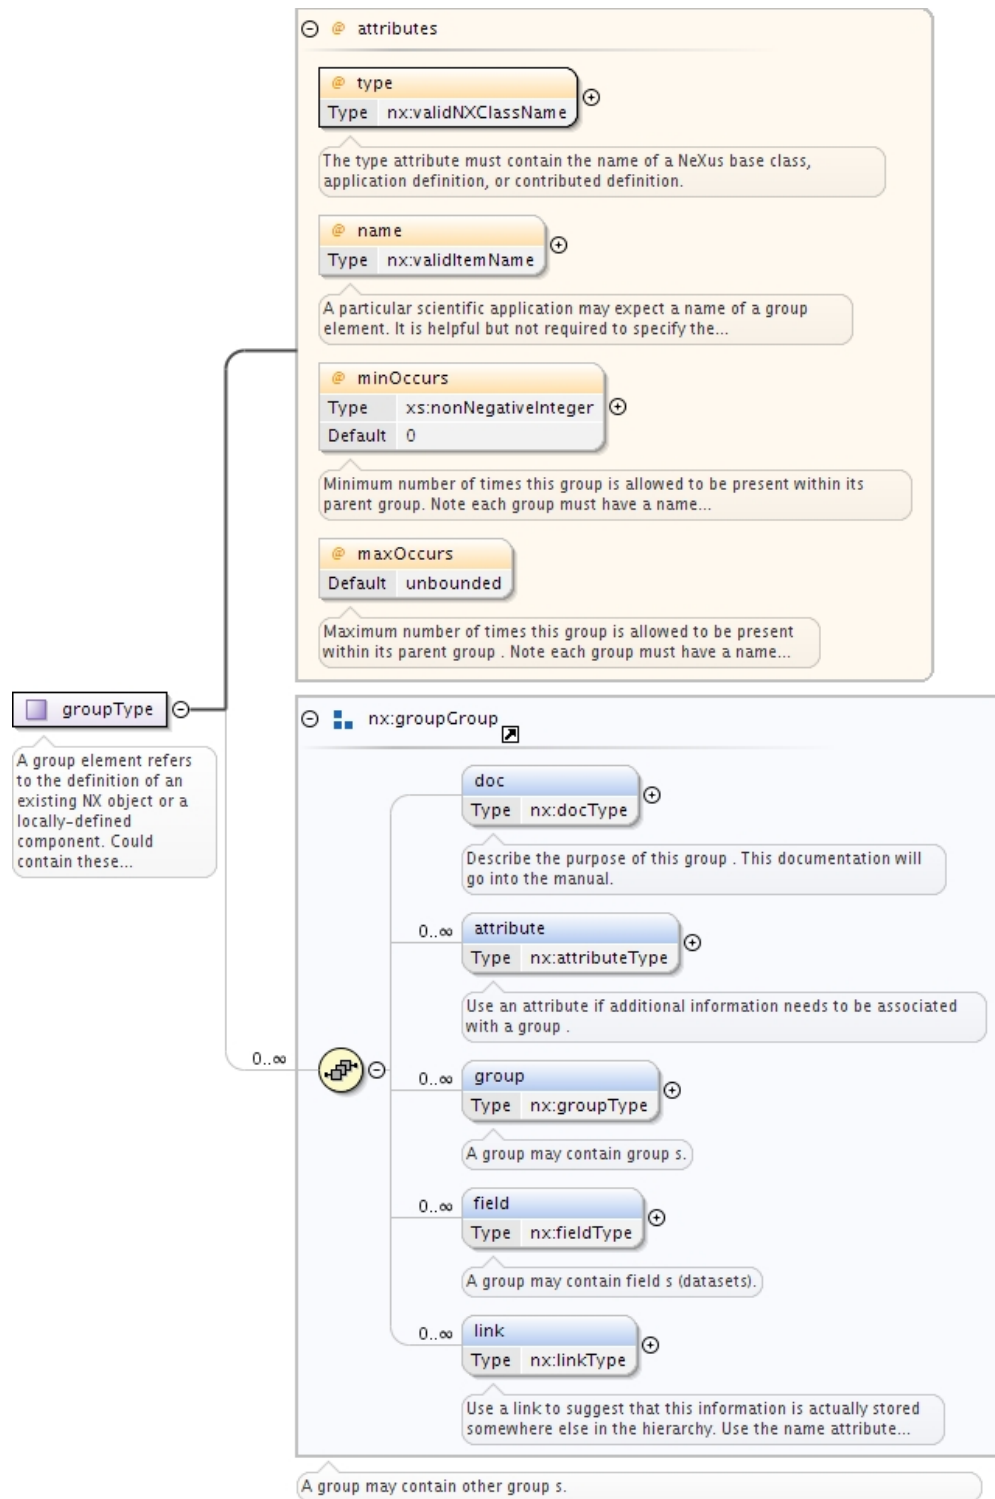 @ attributes
@ type
Type nx:validNXClassName
The type attribute must contain the name of a NeXus base class,
application definition, or contributed definition.
@ name
Type nx:validItemName
A particular scientific application may expect a name of a group
element. It is helpful but not required to specify the...
@ minOccurs
Type xs:nonNegativeInteger
Default 0
Minimum number of times this group is allowed to be present within its
parent group. Note each group must have a name...
@ maxOccurs
Default unbounded
Maximum number of times this group is allowed to be present
within its parent group . Note each group must have a name...
groupType
A group element refers
to the definition of an
existing NX object or a
locally-defined
component. Could
contain these...
nx:groupGroup
doc
Type nx:docType
Describe the purpose of this group . This documentation will
go into the manual.
0..∞ attribute
Type nx:attributeType
Use an attribute if additional information needs to be associated
with a group .
0..∞
0..∞ group
Type nx:groupType
A group may contain group s.
0..∞ field
Type nx:fieldType
A group may contain field s (datasets).
0..∞ link
Type nx:linkType
Use a link to suggest that this information is actually stored
somewhere else in the hierarchy. Use the name attribute...
A group may contain other group s.